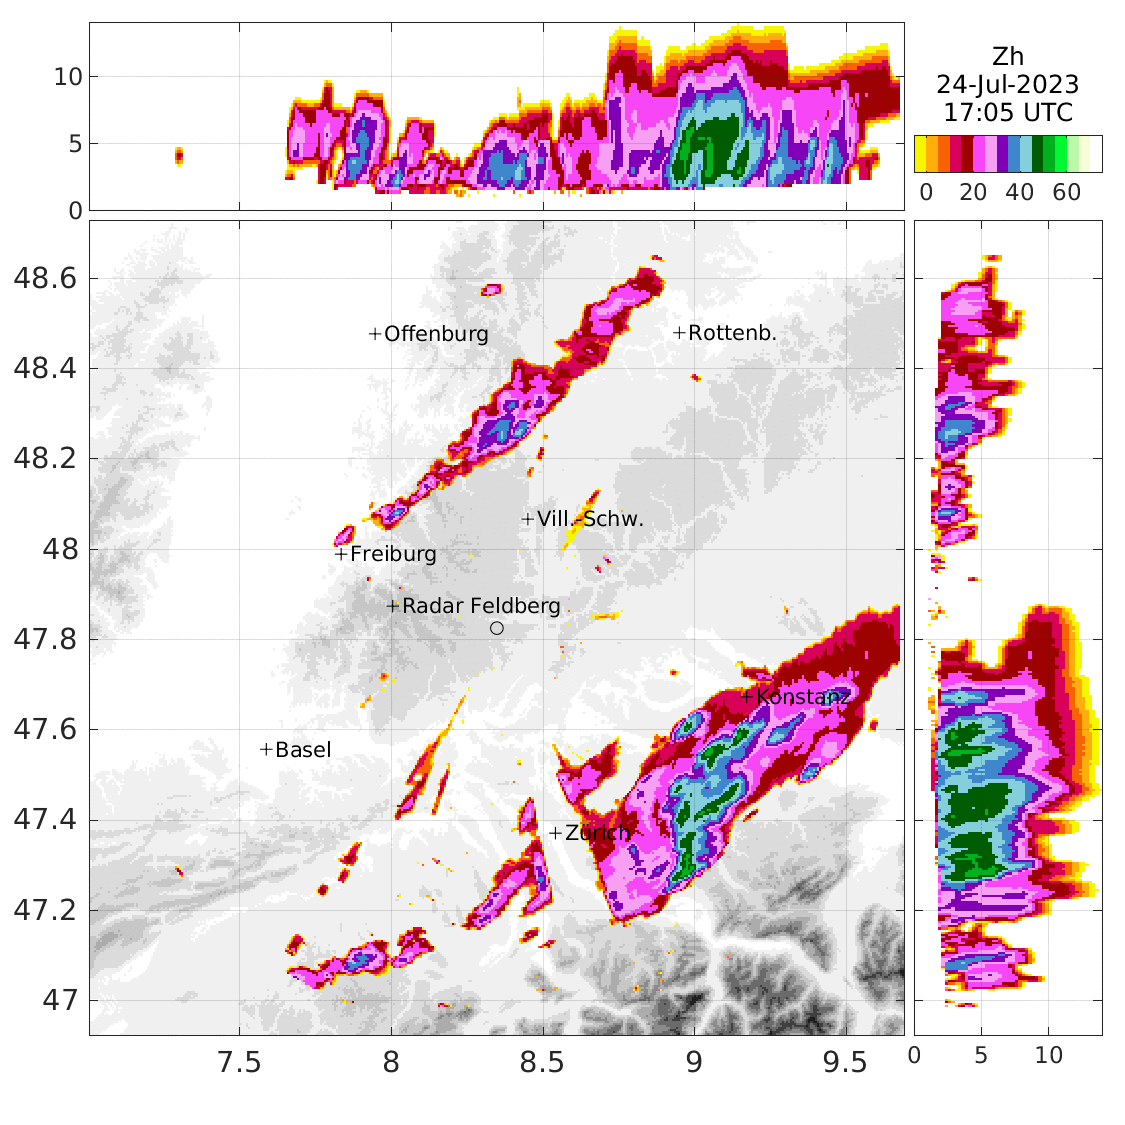 10
5
0
Zh
24-Jul-2023
17:05 UTC
0 20 40 60
48.6
48.4
48.2
48
47.8
47.6
47.4
47.2
47
+Offenburg
+Rottenb.
+Vill.-Schw.
+Freiburg
+Radar Feldberg
+Konstanz
+Basel
+Zürich
7.5 8 8.5 9 9.5
0 5 10